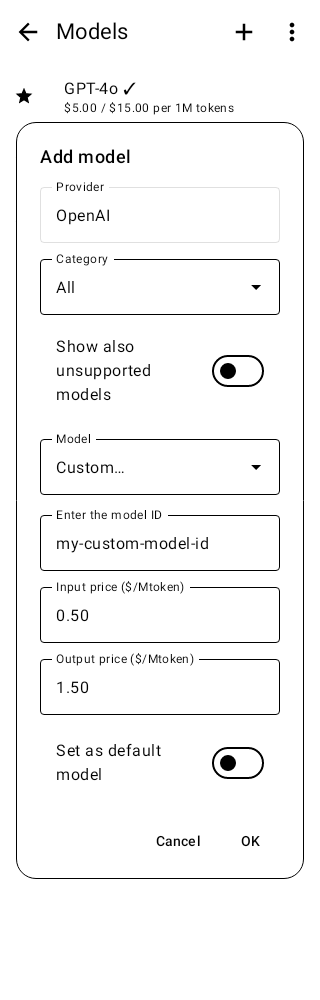 Models
GPT-4o ✓
$5.00 / $15.00 per 1M tokens
Add model
Provider
OpenAI
Category
All
Show also
unsupported
models
Model
Custom…
Enter the model ID
my-custom-model-id
Input price ($/Mtoken)
0.50
Output price ($/Mtoken)
1.50
Set as default
model
Cancel OK